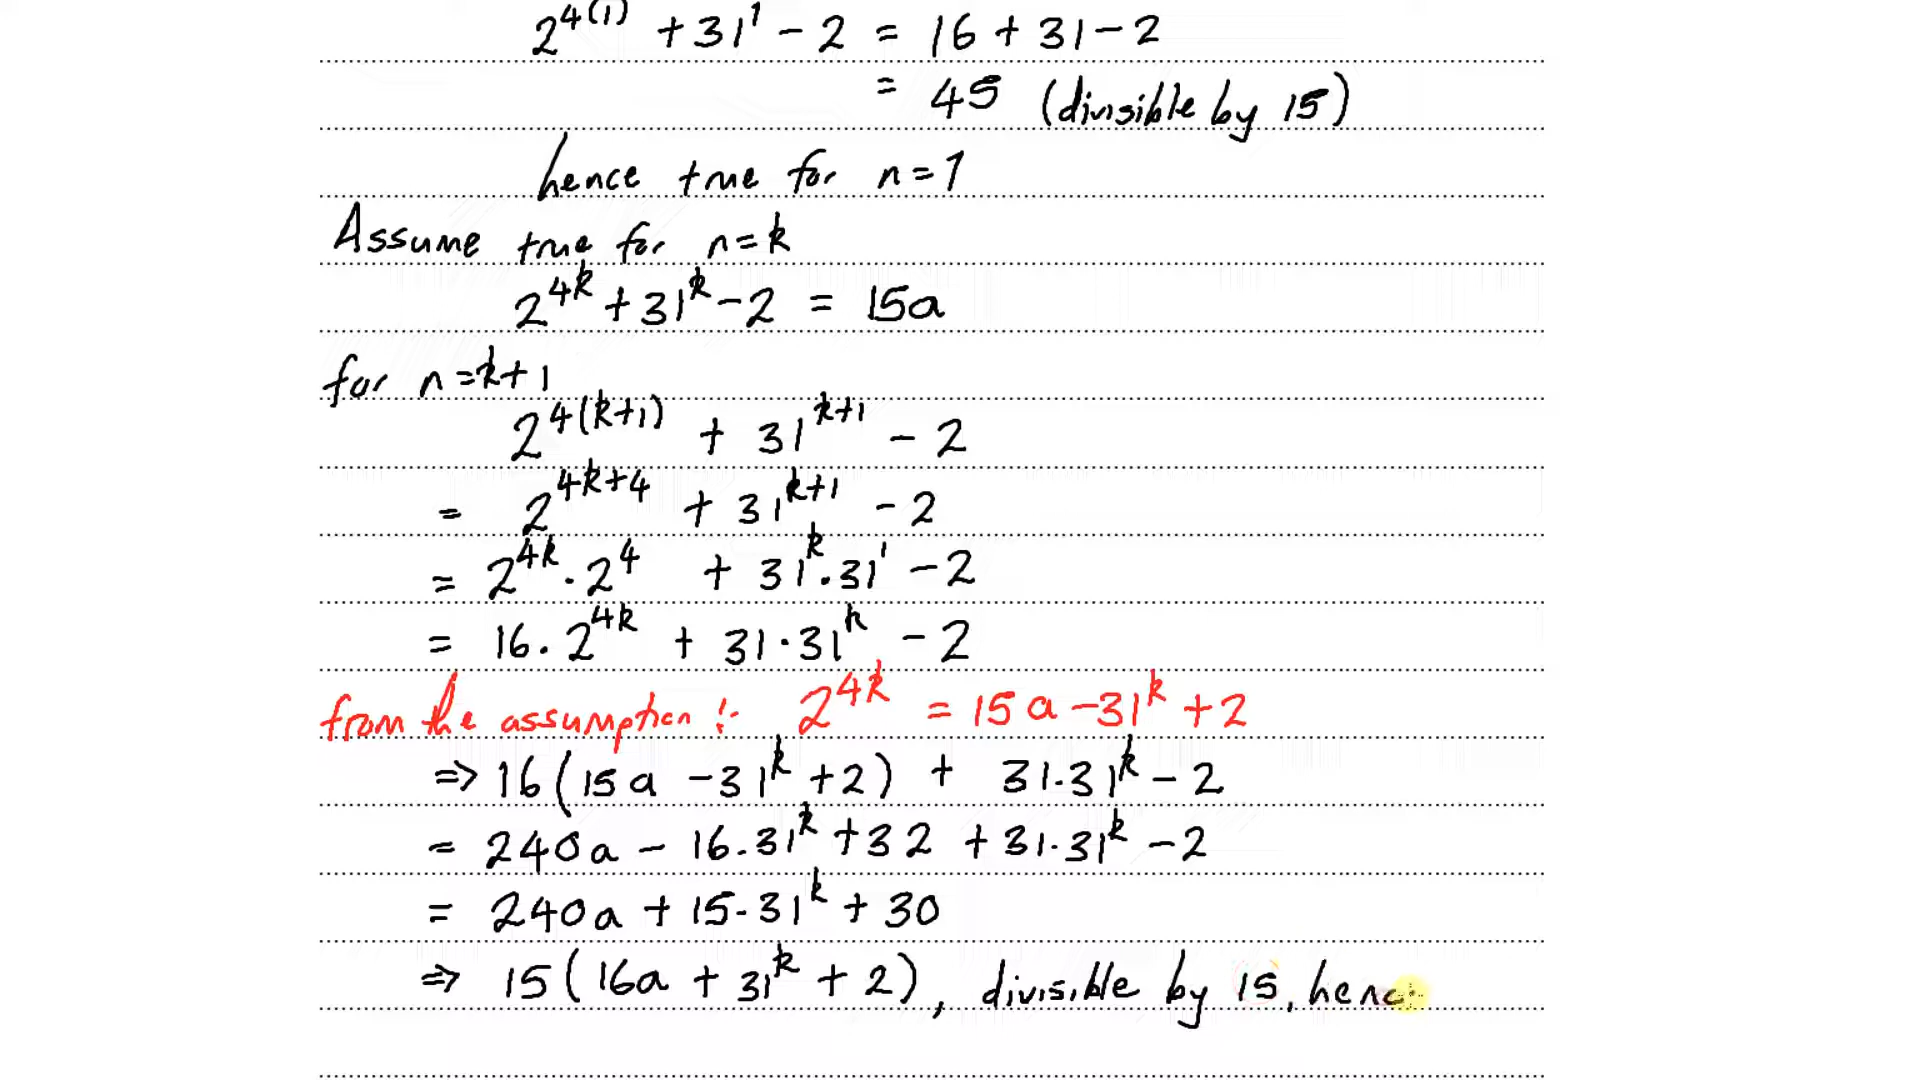 2^{4(1)} + 31^1 - 2 = 16 + 31 - 2
= 45 (divisible by 15)
hence true for n=1
Assume true for n=k
2^{4k} + 31^k - 2 = 15a
for n=k+1
2^{4(k+1)} + 31^{k+1} - 2
= 2^{4k+4} + 31^{k+1} - 2
= 2^{4k} · 2^4 + 31^k · 31^1 - 2
= 16 · 2^{4k} + 31 · 31^k - 2
from the assumption :- 2^{4k} = 15a - 31^k + 2
⇒ 16(15a - 31^k + 2) + 31 · 31^k - 2
= 240a - 16 · 31^k + 32 + 31 · 31^k - 2
= 240a + 15 · 31^k + 30
⇒ 15(16a + 31^k + 2), divisible by 15, henc